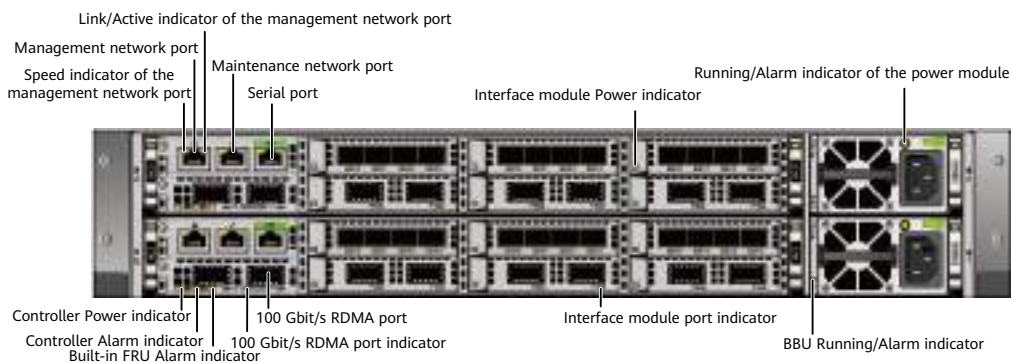 Link/Active indicator of the management network port
Management network port
Speed indicator of the
management network port
Maintenance network port
Serial port
Interface module Power indicator
Running/Alarm indicator of the power module
Controller Power indicator
100 Gbit/s RDMA port
Interface module port indicator
Controller Alarm indicator
100 Gbit/s RDMA port indicator
BBU Running/Alarm indicator
Built-in FRU Alarm indicator